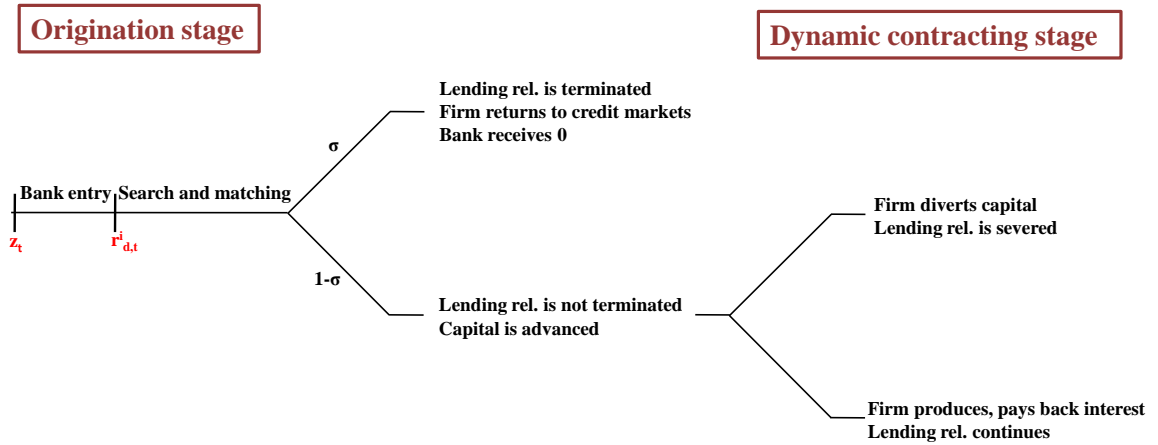 Origination stage
Dynamic contracting stage
Lending rel. is terminated
Firm returns to credit markets
Bank receives 0
σ
Bank entry
Search and matching
z_t
r^i_{d,t}
1-σ
Lending rel. is not terminated
Capital is advanced
Firm diverts capital
Lending rel. is severed
Firm produces, pays back interest
Lending rel. continues